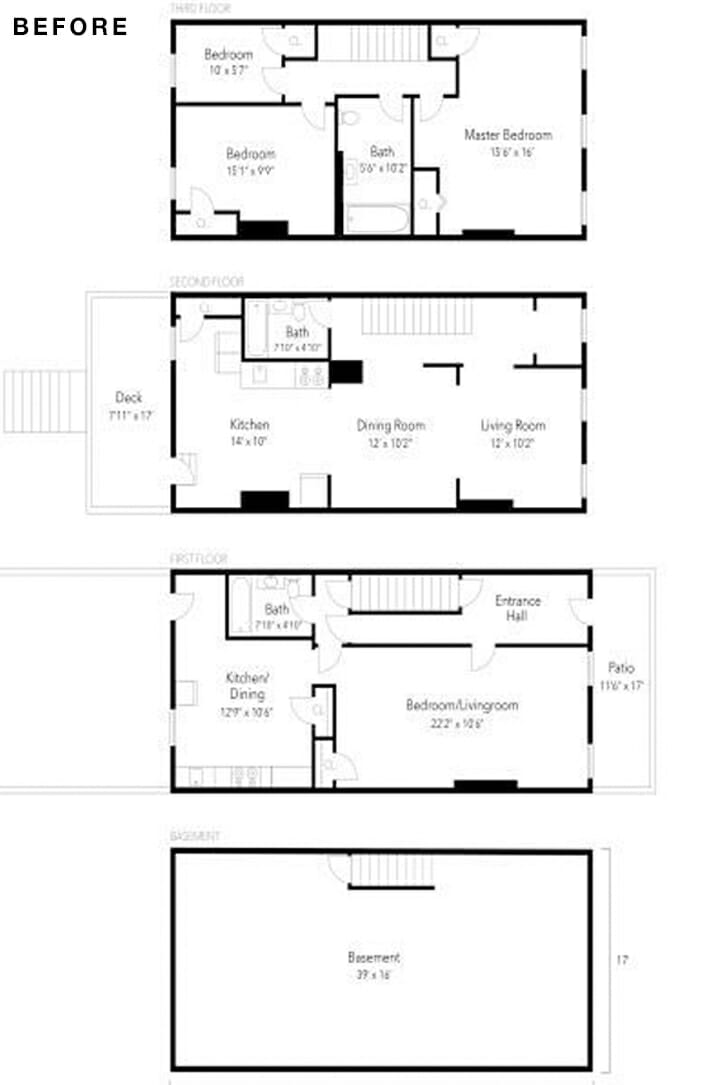 THIRD FLOOR
BEFORE
Bedroom
10' x 5'7"
Master Bedroom
15'6" x 16'
Bedroom
15'1" x 9'9"
Bath
5'6" x 10'2"
SECOND FLOOR
Bath
7'10" x 4'10"
Deck
7'11" x 17'
Kitchen
14' x 10'
Dining Room
12' x 10'2"
Living Room
12' x 10'2"
FIRST FLOOR
Bath
7'10" x 4'10"
Entrance
Hall
Kitchen/
Dining
12'9" x 10'6"
Patio
11'6" x 17'
Bedroom/Livingroom
22'2" x 10'6"
BASEMENT
Basement
39' x 16'
17'